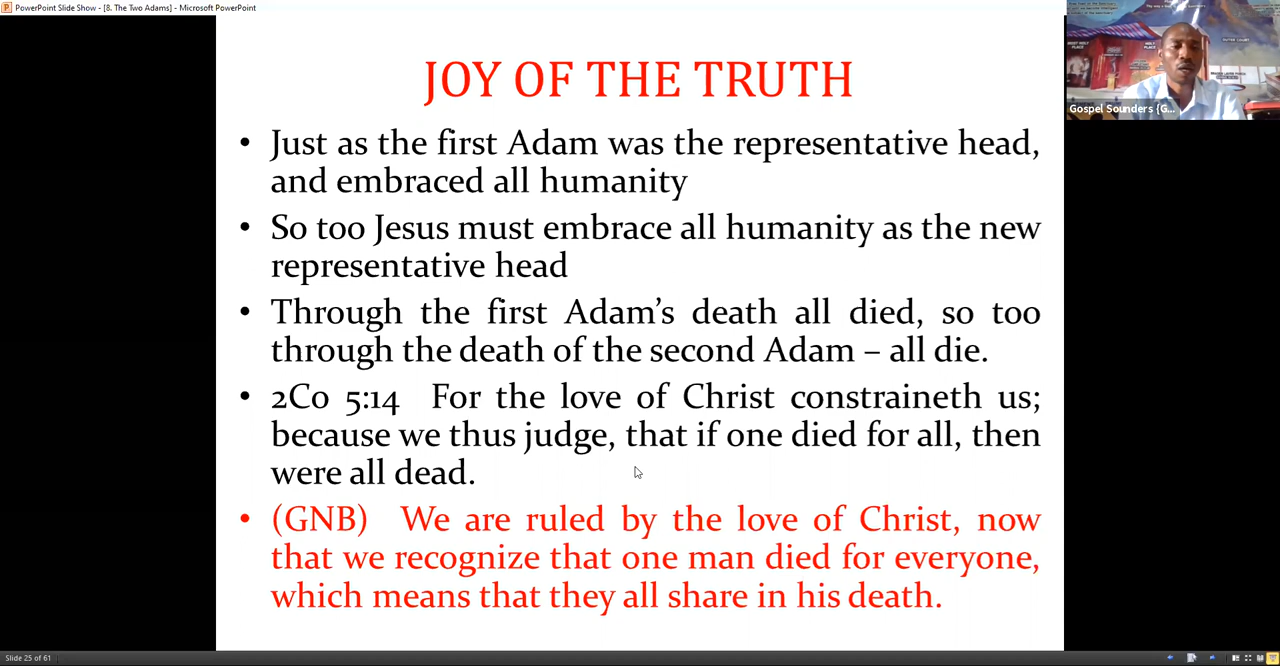 PowerPoint Slide Show - [8. The Two Adams] - Microsoft PowerPoint
JOY OF THE TRUTH
• Just as the first Adam was the representative head,
and embraced all humanity
• So too Jesus must embrace all humanity as the new
representative head
• Through the first Adam’s death all died, so too
through the death of the second Adam – all die.
• 2Co 5:14 For the love of Christ constraineth us;
because we thus judge, that if one died for all, then
were all dead.
• (GNB) We are ruled by the love of Christ, now
that we recognize that one man died for everyone,
which means that they all share in his death.
HOLY
PLACE
OUTER COURT
Gospel Sounders {G...
Slide 25 of 61